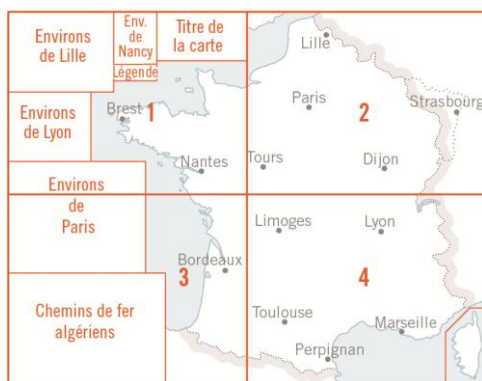 Environs
de Lille
Env.
de
Nancy
Légende
Titre de
la carte
Environs
de Lyon
Brest
1
Nantes
Environs
de
Paris
Lille
Paris
2
Strasbourg
Tours
Dijon
Bordeaux
3
Chemins de fer
algériens
Limoges
Lyon
4
Toulouse
Marseille
Perpignan